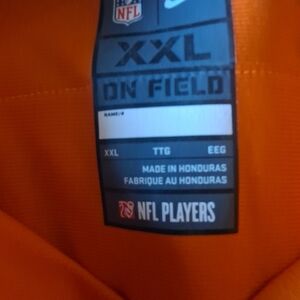 NFL
XXL
ON FIELD
NAME/#
XXL TTG EEG
MADE IN HONDURAS
FABRIQUE AU HONDURAS
NFL PLAYERS